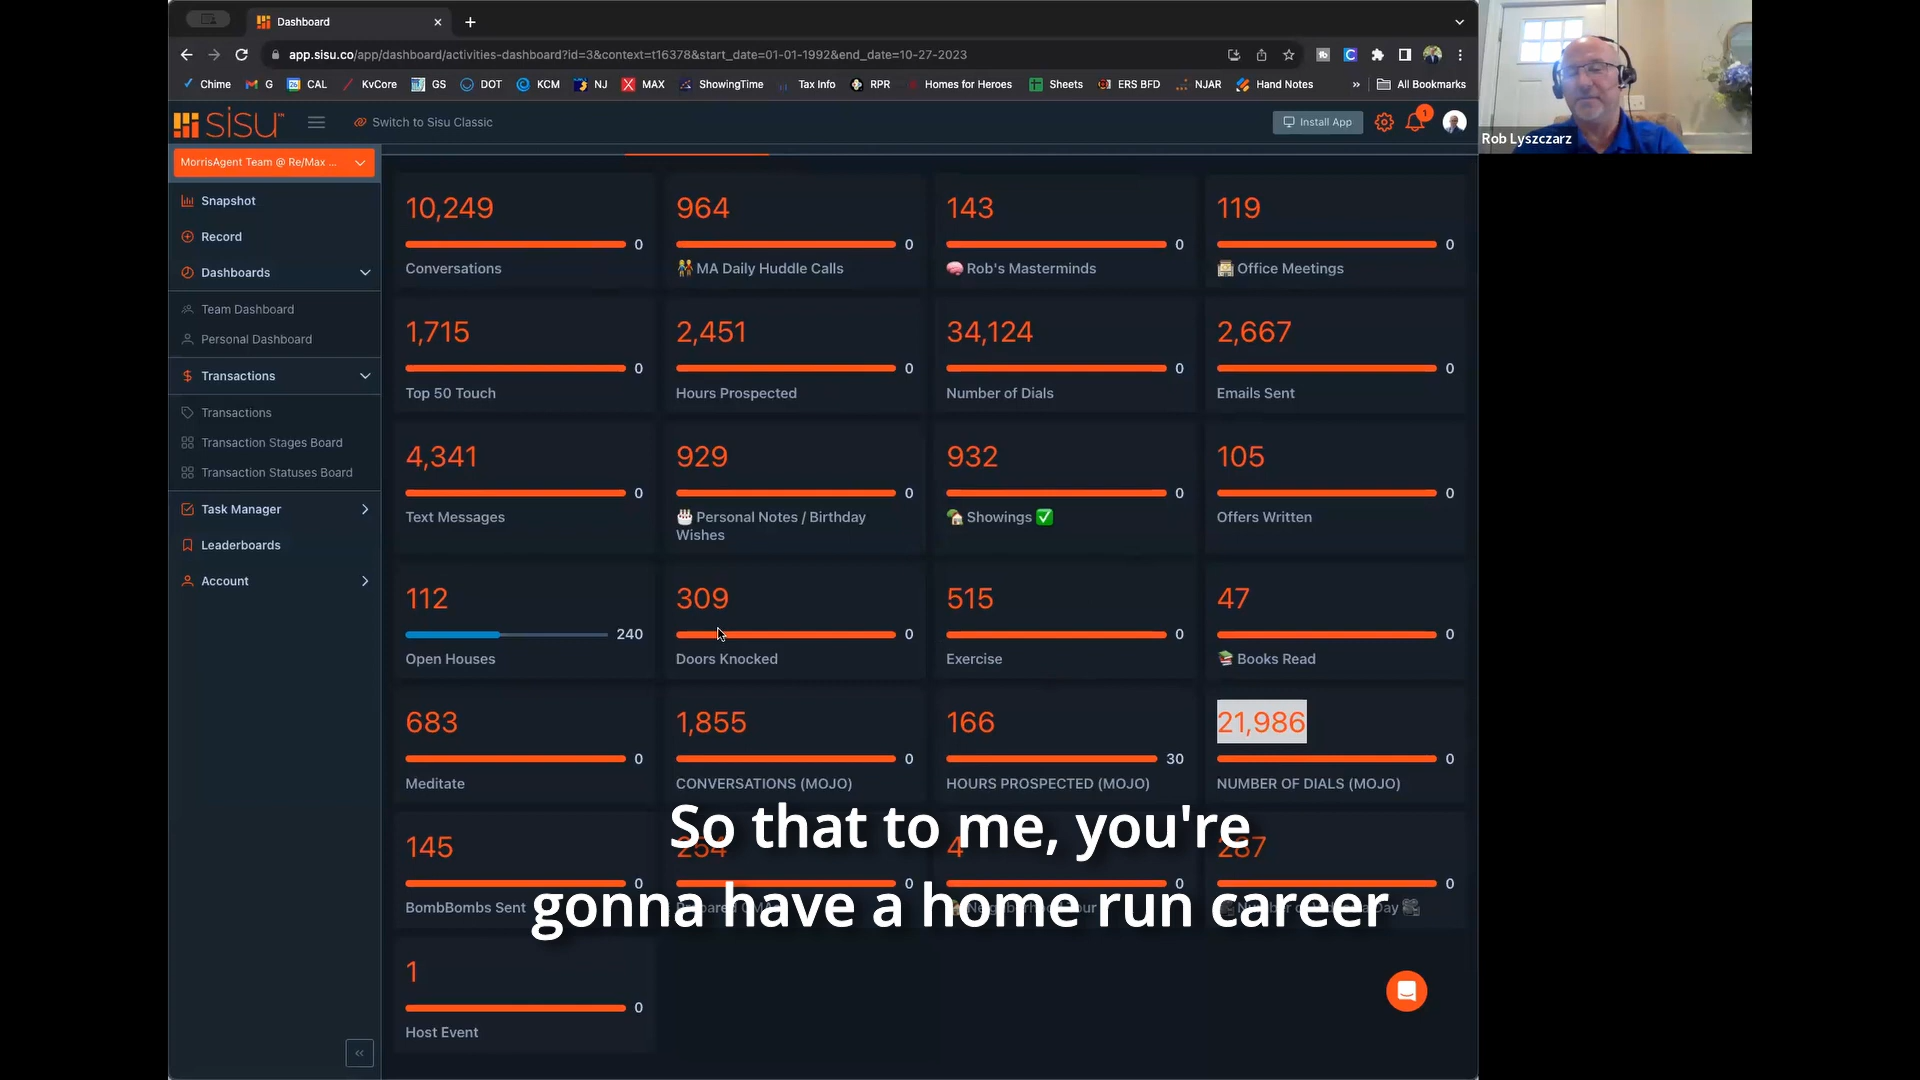 Dashboard
app.sisu.co/app/dashboard/activities-dashboard?id=3&context=t16378&start_date=01-01-1992&end_date=10-27-2023
Chime G CAL KvCore GS DOT KCM NJ MAX ShowingTime Tax Info RPR Homes for Heroes Sheets ERS BFD NJAR Hand Notes » All Bookmarks
sisu Switch to Sisu Classic Install App 1
Rob Lyszczarz
MorrisAgent Team @ Re/Max ...
Snapshot
Record
Dashboards
Team Dashboard
Personal Dashboard
Transactions
Transactions
Transaction Stages Board
Transaction Statuses Board
Task Manager
Leaderboards
Account
10,249 964 143 119
0 0 0 0
Conversations MA Daily Huddle Calls Rob's Masterminds Office Meetings
1,715 2,451 34,124 2,667
0 0 0 0
Top 50 Touch Hours Prospected Number of Dials Emails Sent
4,341 929 932 105
0 0 0 0
Text Messages Personal Notes / Birthday Showings Offers Written
Wishes
112 309 515 47
240 0 0 0
Open Houses Doors Knocked Exercise Books Read
683 1,855 166 21,986
0 0 30 0
Meditate CONVERSATIONS (MOJO) HOURS PROSPECTED (MOJO) NUMBER OF DIALS (MOJO)
145 254 4 287
0 0 0 0
BombBombs Sent
So that to me, you're
gonna have a home run career
1
0
Host Event